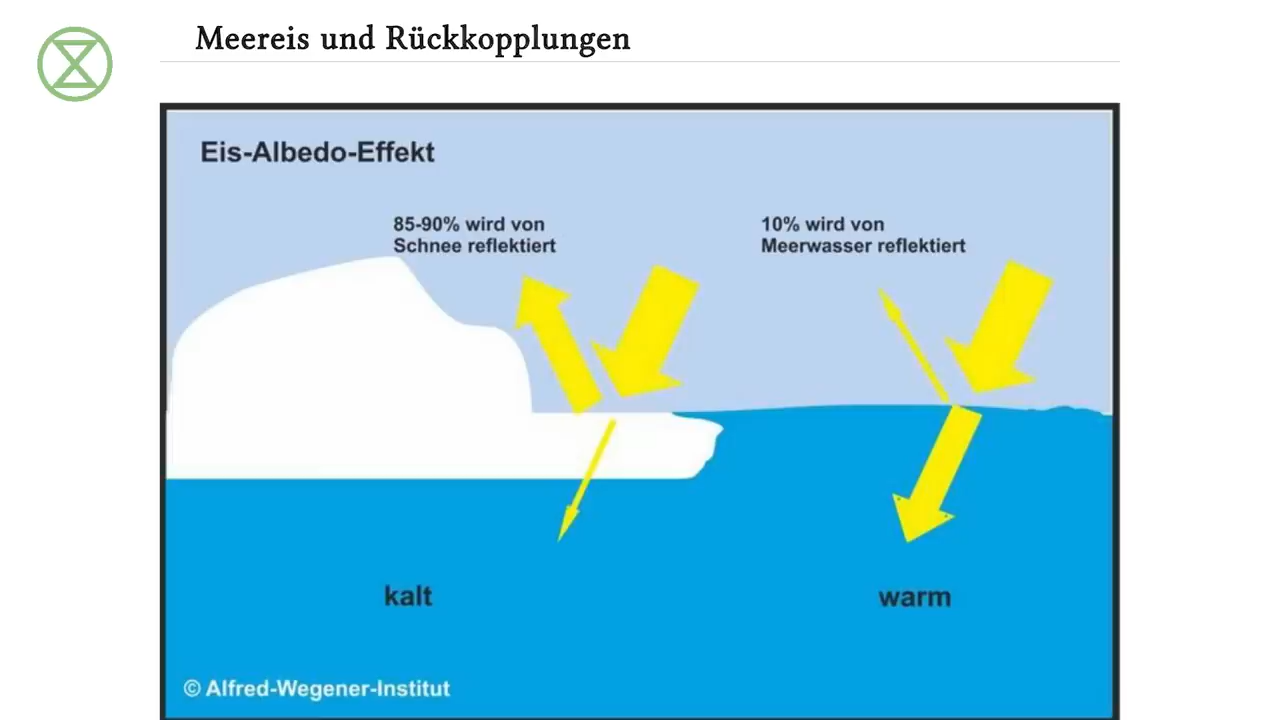 Meereis und Rückkopplungen
Eis-Albedo-Effekt
85-90% wird von
Schnee reflektiert
10% wird von
Meerwasser reflektiert
kalt
warm
© Alfred-Wegener-Institut